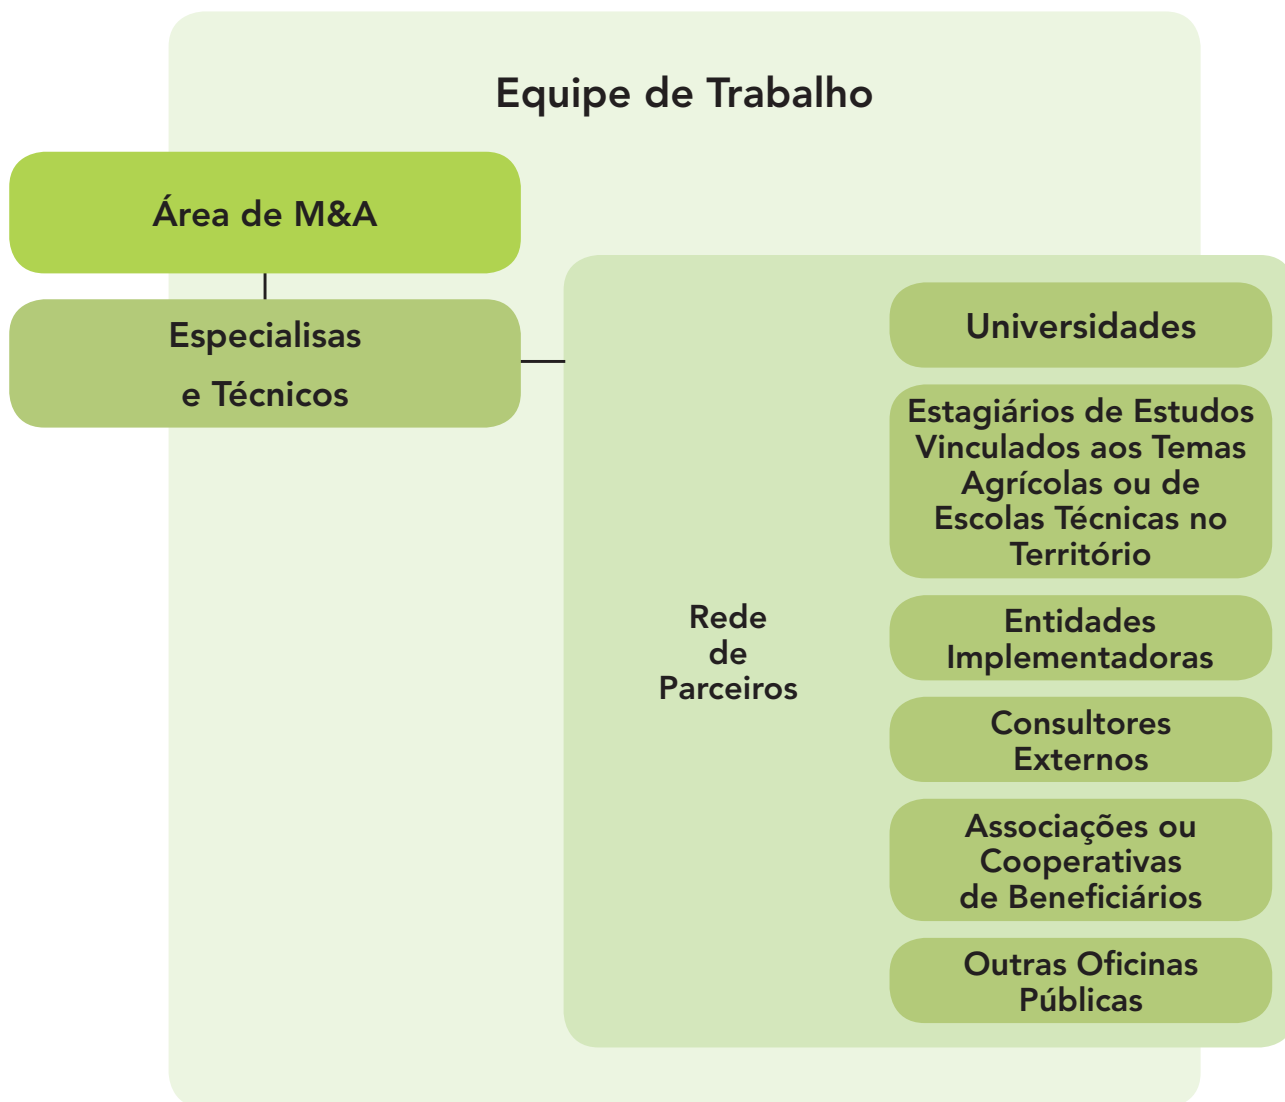 Equipe de Trabalho
Área de M&A
Especialisas
e Técnicos
Rede
de
Parceiros
Universidades
Estagiários de Estudos
Vinculados aos Temas
Agrícolas ou de
Escolas Técnicas no
Território
Entidades
Implementadoras
Consultores
Externos
Associações ou
Cooperativas
de Beneficiários
Outras Oficinas
Públicas